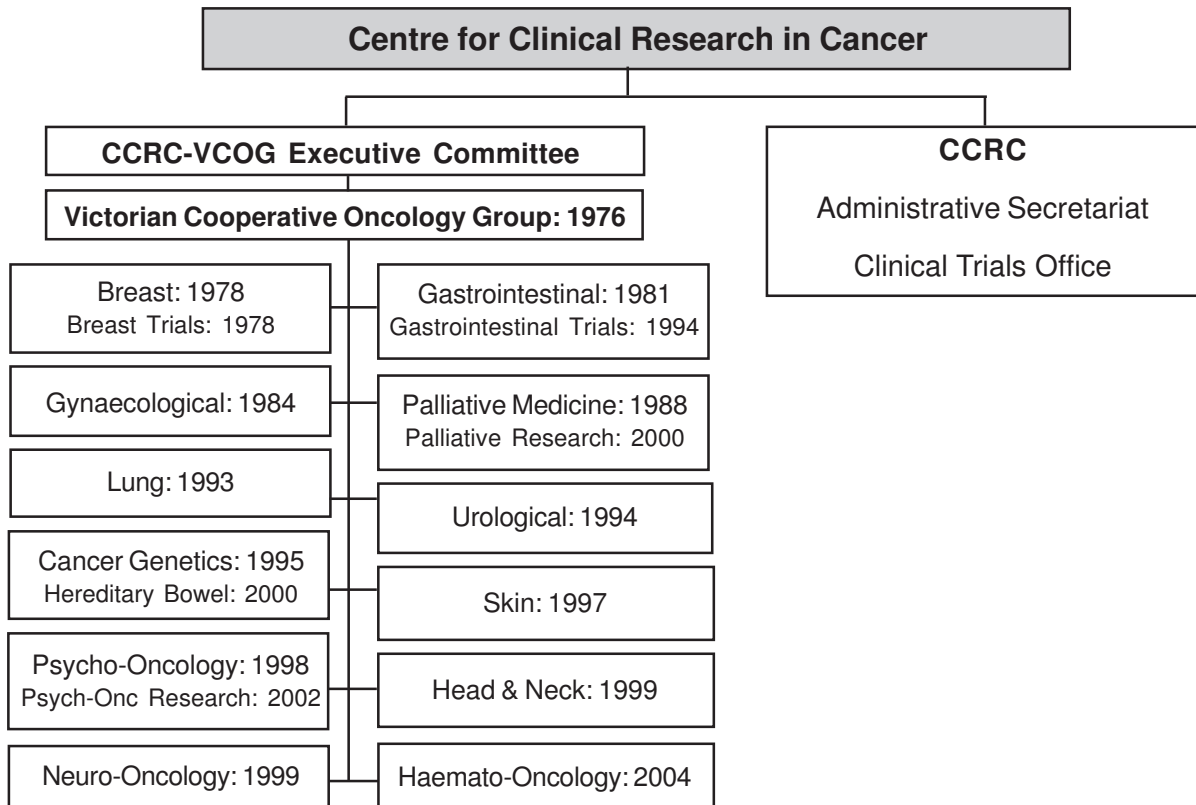 Centre for Clinical Research in Cancer
CCRC-VCOG Executive Committee
Victorian Cooperative Oncology Group: 1976
CCRC
Administrative Secretariat
Clinical Trials Office
Breast: 1978
Breast Trials: 1978
Gastrointestinal: 1981
Gastrointestinal Trials: 1994
Gynaecological: 1984
Palliative Medicine: 1988
Palliative Research: 2000
Lung: 1993
Urological: 1994
Cancer Genetics: 1995
Hereditary Bowel: 2000
Skin: 1997
Psycho-Oncology: 1998
Psych-Onc Research: 2002
Head & Neck: 1999
Neuro-Oncology: 1999
Haemato-Oncology: 2004